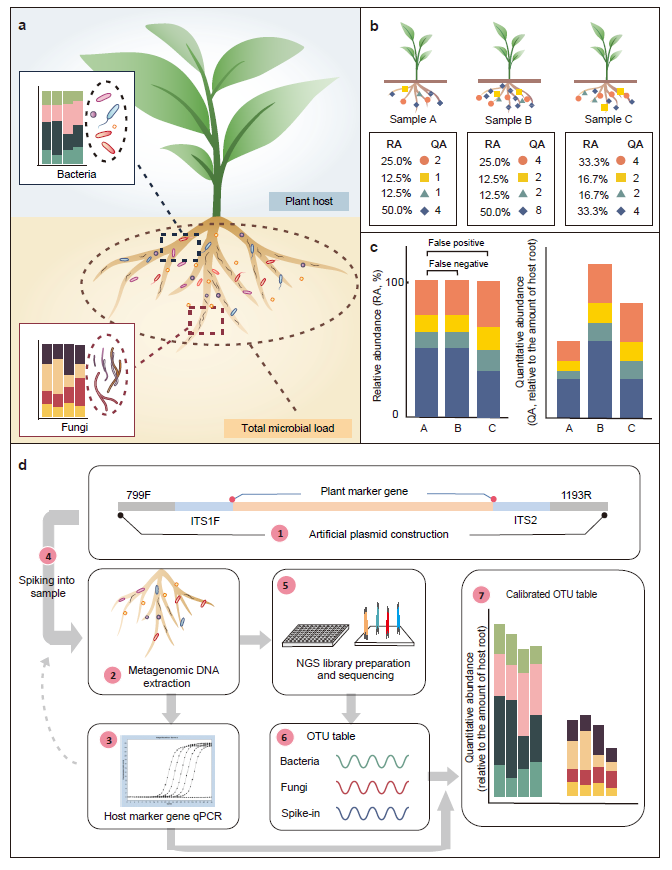 a
Bacteria
Plant host
Fungi
Total microbial load
b
Sample A
Sample B
Sample C
RA QA
25.0% 2
12.5% 1
12.5% 1
50.0% 4
RA QA
25.0% 4
12.5% 2
12.5% 2
50.0% 8
RA QA
33.3% 4
16.7% 2
16.7% 2
33.3% 4
c
False positive
False negative
100
0
Relative abundance (RA, %)
A B C
Quantitative abundance
(QA, relative to the amount of host root)
A B C
d
799F
Plant marker gene
1193R
ITS1F
ITS2
1 Artificial plasmid construction
4
Spiking into
sample
2 Metagenomic DNA
extraction
5
NGS library preparation
and sequencing
3
Host marker gene qPCR
6 OTU table
Bacteria
Fungi
Spike-in
7 Calibrated OTU table
Quantitative abundance
(relative to the amount of host root)